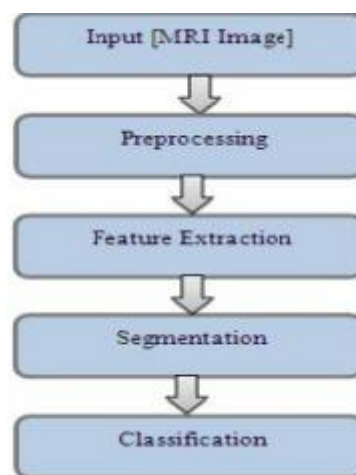 Input [MRI Image]
Preprocessing
Feature Extraction
Segmentation
Classification